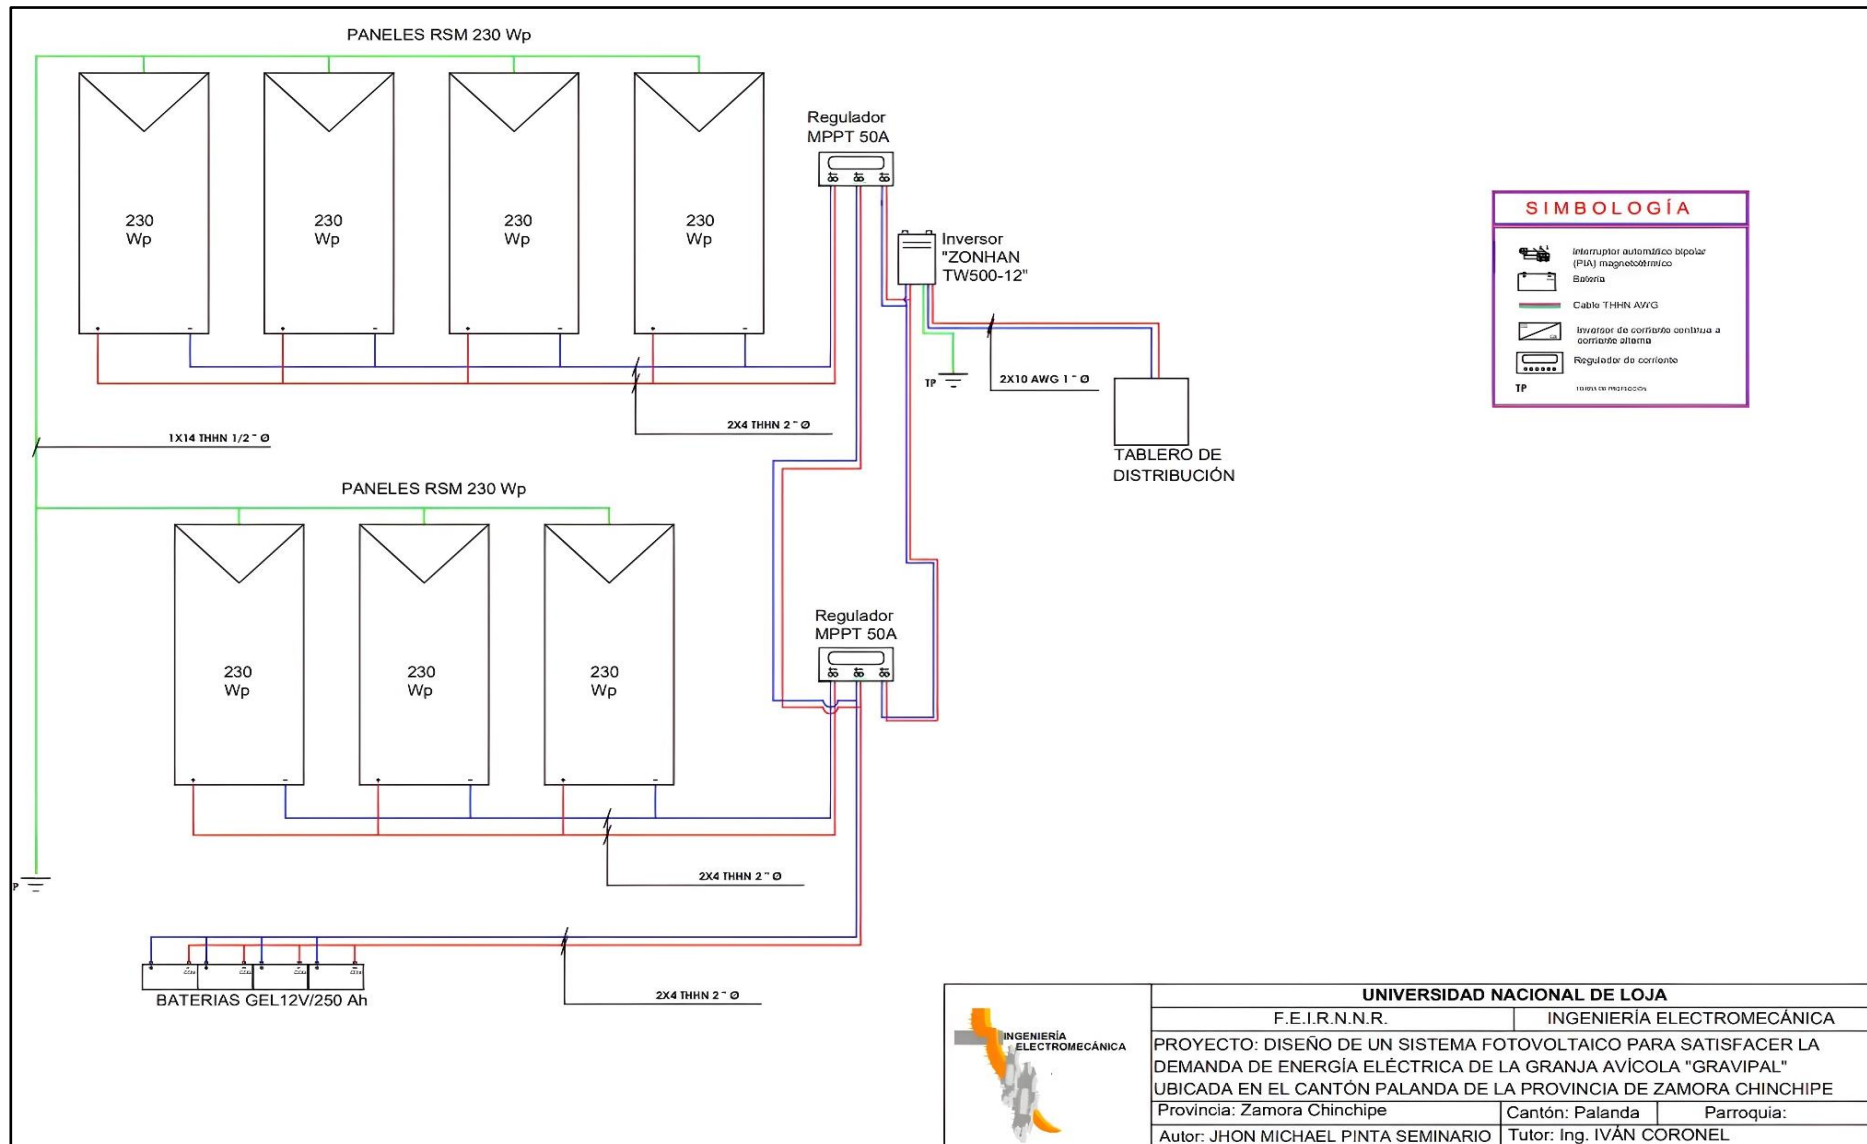 PANELES RSM 230 Wp
230
Wp
230
Wp
230
Wp
230
Wp
Regulador
MPPT 50A
Inversor
"ZONHAN
TW500-12"
TP
2X10 AWG 1 " Ø
TABLERO DE
DISTRIBUCIÓN
2X4 THHN 2 " Ø
1X14 THHN 1/2 " Ø
SIMBOLOGÍA
Interruptor automático bipolar
(PIA) magnetotérmico
Batería
Cable THHN AWG
Inversor de corriente continua a
corriente alterna
Regulador de corriente
TP
TIERRA DE PROTECCIÓN
PANELES RSM 230 Wp
230
Wp
230
Wp
230
Wp
Regulador
MPPT 50A
2X4 THHN 2 " Ø
P
BATERIAS GEL12V/250 Ah
2X4 THHN 2 " Ø
INGENIERÍA
ELECTROMECÁNICA
UNIVERSIDAD NACIONAL DE LOJA
F.E.I.R.N.N.R.
INGENIERÍA ELECTROMECÁNICA
PROYECTO: DISEÑO DE UN SISTEMA FOTOVOLTAICO PARA SATISFACER LA
DEMANDA DE ENERGÍA ELÉCTRICA DE LA GRANJA AVÍCOLA "GRAVIPAL"
UBICADA EN EL CANTÓN PALANDA DE LA PROVINCIA DE ZAMORA CHINCHIPE
Provincia: Zamora Chinchipe
Cantón: Palanda
Parroquia:
Autor: JHON MICHAEL PINTA SEMINARIO
Tutor: Ing. IVÁN CORONEL